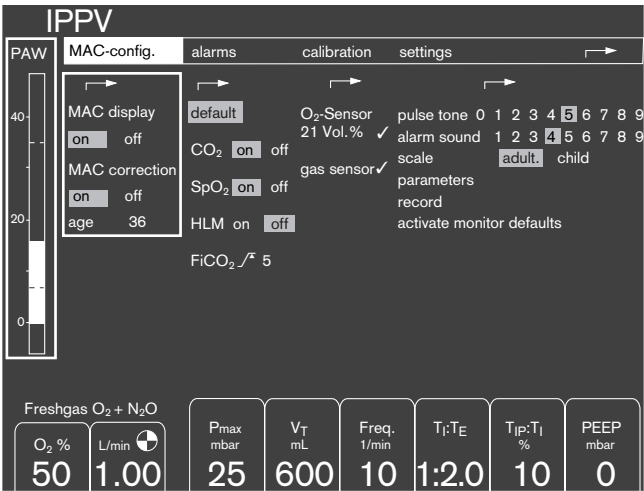 IPPV
PAW
MAC-config. alarms calibration settings
40
20
0
MAC display
on off
MAC correction
on off
age 36
default
CO₂ on off
SpO₂ on off
HLM on off
FiCO₂ 5
O₂-Sensor
21 Vol.% ✓
gas sensor ✓
pulse tone 0 1 2 3 4 5 6 7 8 9
alarm sound 1 2 3 4 5 6 7 8 9
scale adult. child
parameters
record
activate monitor defaults
Freshgas O₂ + N₂O
O₂ %
50
L/min
1.00
Pmax
mbar
25
VT
mL
600
Freq.
1/min
10
TI:TE
1:2.0
TIP:TI
%
10
PEEP
mbar
0